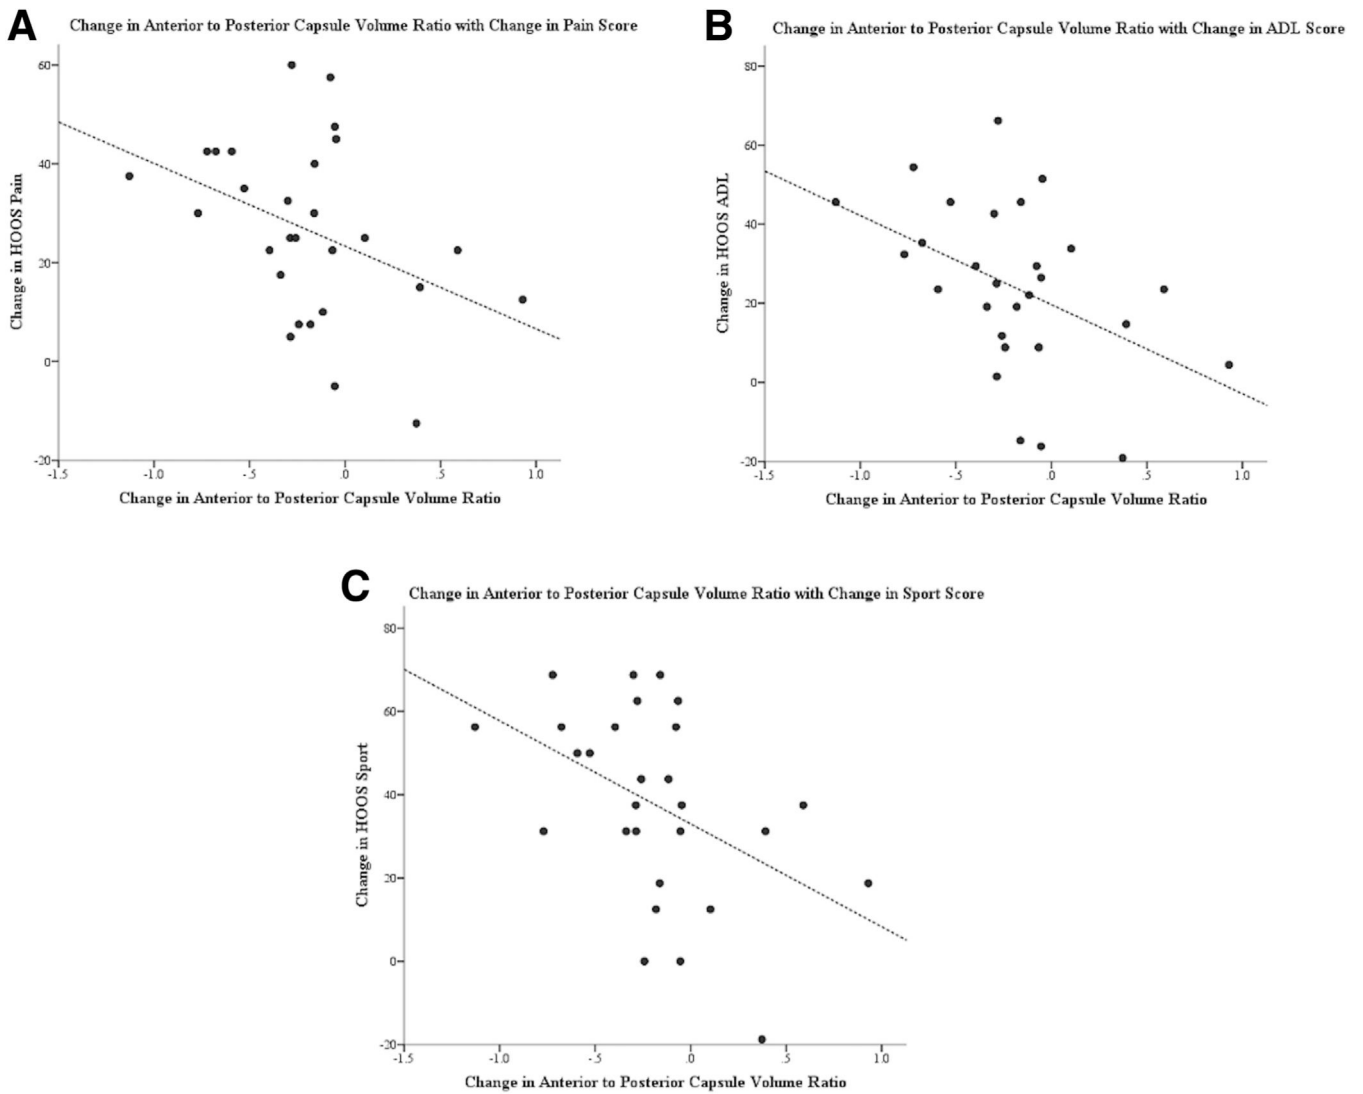 A
Change in Anterior to Posterior Capsule Volume Ratio with Change in Pain Score
60
40
20
0
-20
Change in HOOS Pain
-1.5 -1.0 -.5 .0 .5 1.0
Change in Anterior to Posterior Capsule Volume Ratio
B
Change in Anterior to Posterior Capsule Volume Ratio with Change in ADL Score
80
60
40
20
0
-20
Change in HOOS ADL
-1.5 -1.0 -.5 .0 .5 1.0
Change in Anterior to Posterior Capsule Volume Ratio
C
Change in Anterior to Posterior Capsule Volume Ratio with Change in Sport Score
80
60
40
20
0
-20
Change in HOOS Sport
-1.5 -1.0 -.5 .0 .5 1.0
Change in Anterior to Posterior Capsule Volume Ratio